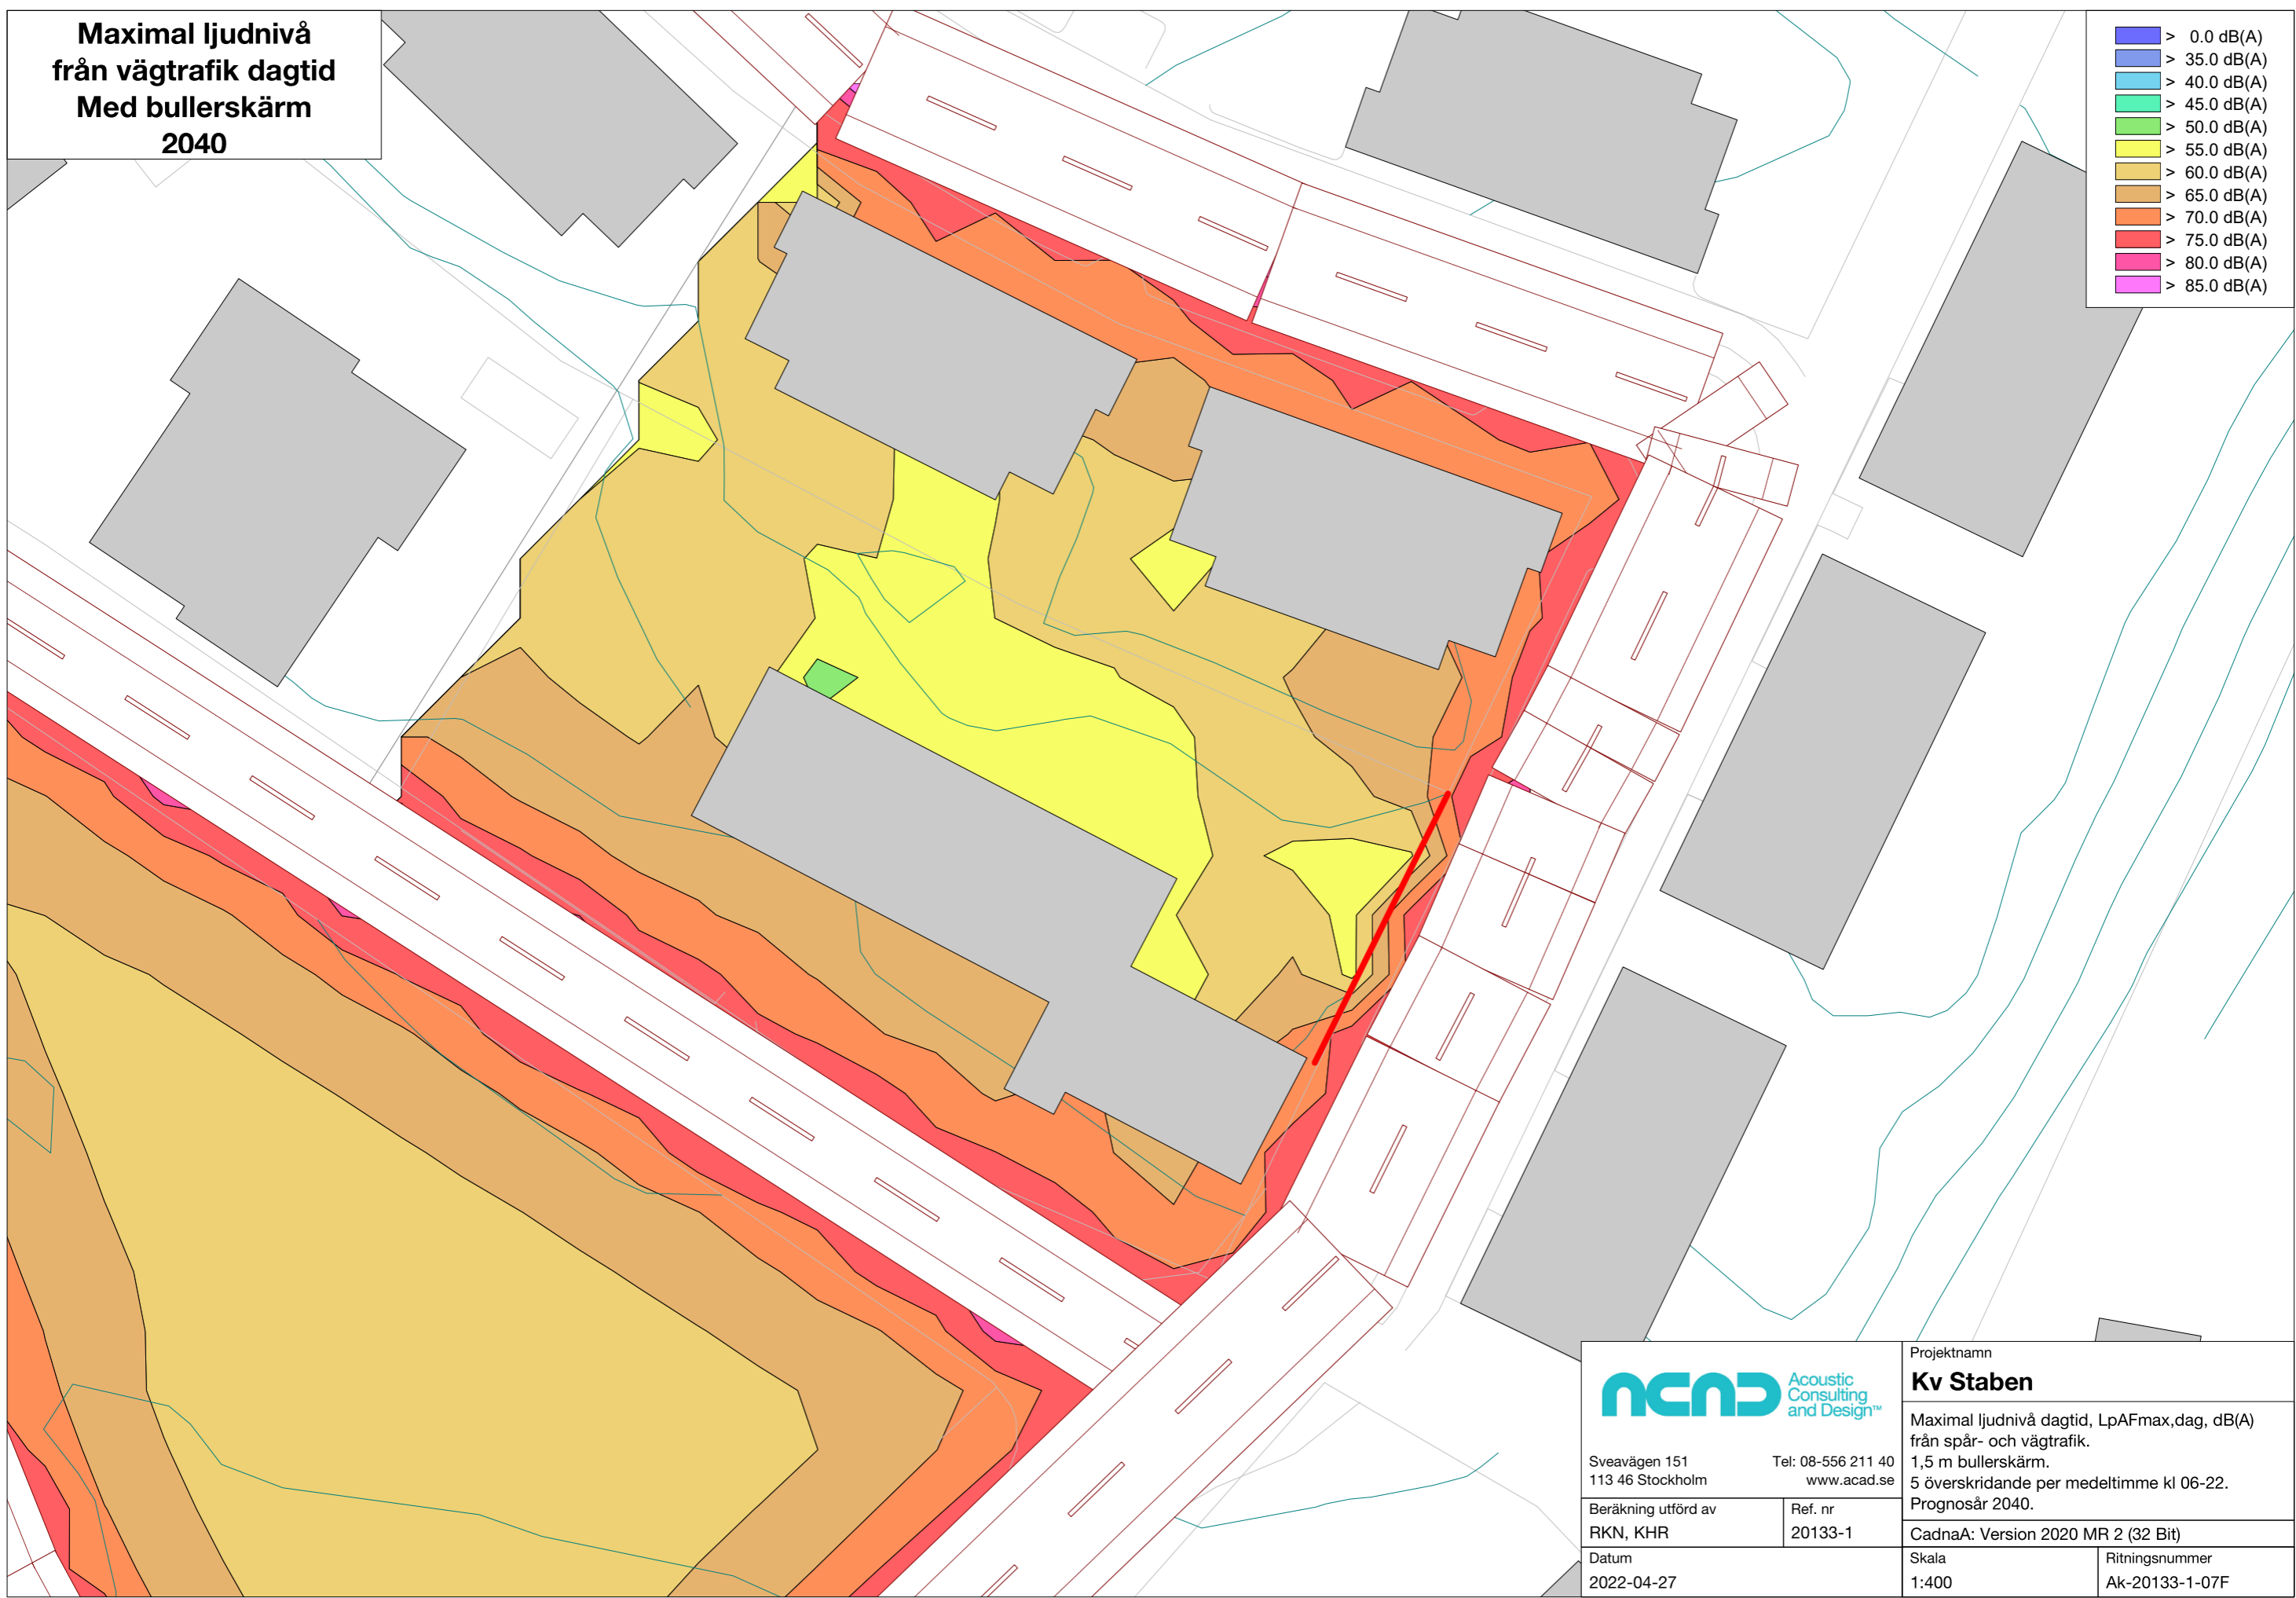 Maximal ljudnivå
från vägtrafik dagtid
Med bullerskärm
2040
> 0.0 dB(A)
> 35.0 dB(A)
> 40.0 dB(A)
> 45.0 dB(A)
> 50.0 dB(A)
> 55.0 dB(A)
> 60.0 dB(A)
> 65.0 dB(A)
> 70.0 dB(A)
> 75.0 dB(A)
> 80.0 dB(A)
> 85.0 dB(A)
ACAD
Acoustic
Consulting
and Design™
Sveavägen 151
113 46 Stockholm
Tel: 08-556 211 40
www.acad.se
Beräkning utförd av
RKN, KHR
Ref. nr
20133-1
Datum
2022-04-27
Projektnamn
Kv Staben
Maximal ljudnivå dagtid, LpAFmax,dag, dB(A)
från spår- och vägtrafik.
1,5 m bullerskärm.
5 överskridande per medeltimme kl 06-22.
Prognosår 2040.
CadnaA: Version 2020 MR 2 (32 Bit)
Skala
1:400
Ritningsnummer
Ak-20133-1-07F